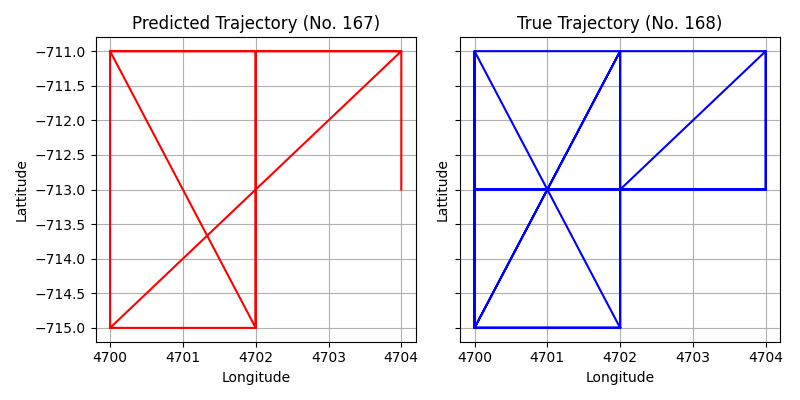 Predicted Trajectory (No. 167)
True Trajectory (No. 168)
−711.0
−711.5
−712.0
−712.5
−713.0
−713.5
−714.0
−714.5
−715.0
Lattitude
Lattitude
4700 4701 4702 4703 4704
4700 4701 4702 4703 4704
Longitude
Longitude